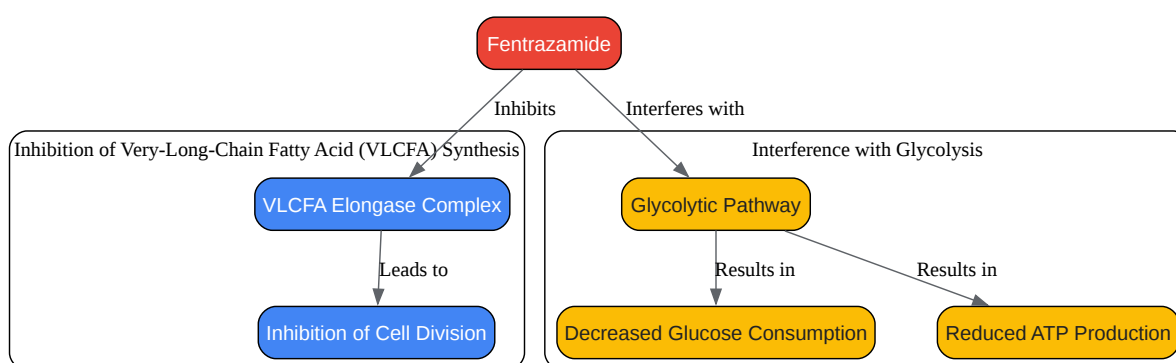 Fentrazamide
Inhibits
Interferes with
Inhibition of Very-Long-Chain Fatty Acid (VLCFA) Synthesis
Interference with Glycolysis
VLCFA Elongase Complex
Glycolytic Pathway
Leads to
Results in
Results in
Inhibition of Cell Division
Decreased Glucose Consumption
Reduced ATP Production